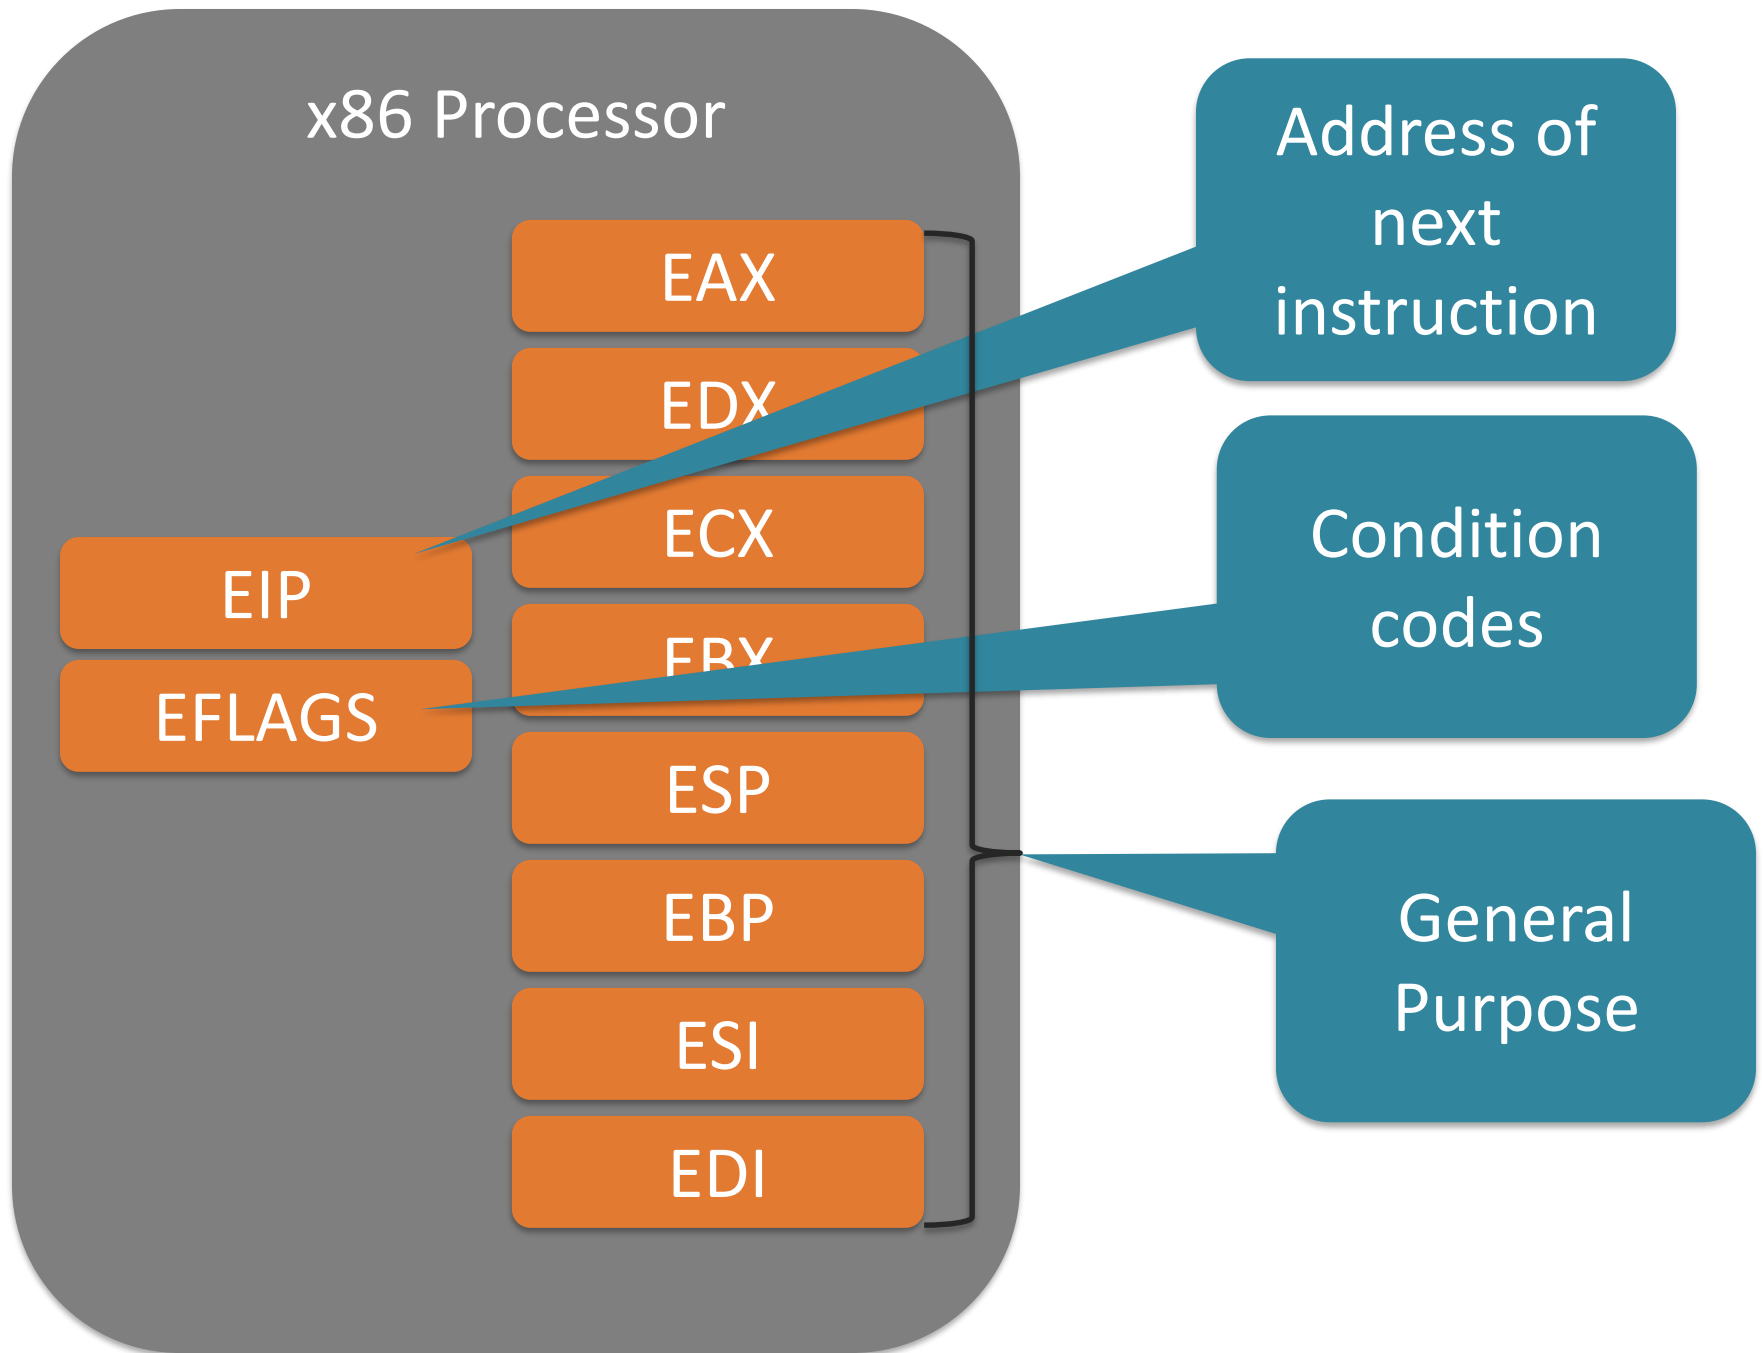 x86 Processor
EAX
EDX
ECX
EBX
ESP
EBP
ESI
EDI
EIP
EFLAGS
Address of
next
instruction
Condition
codes
General
Purpose